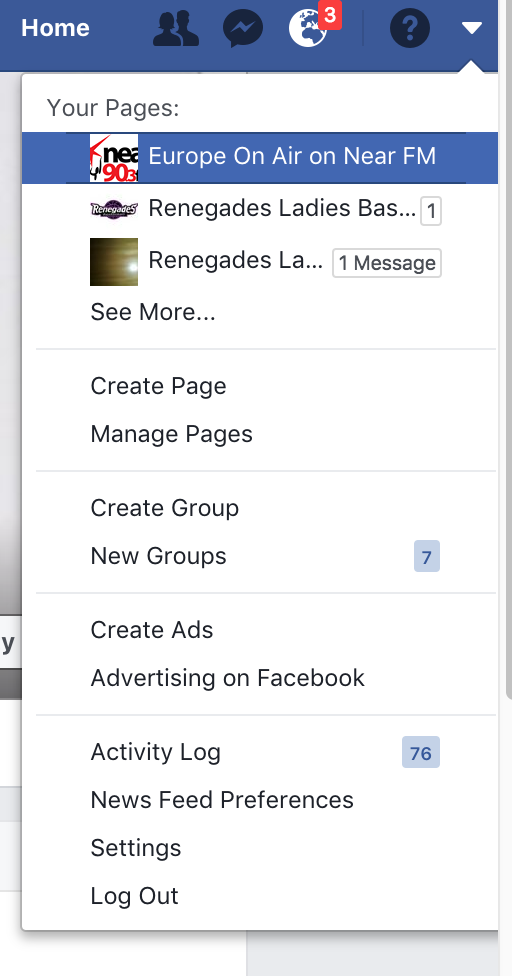 Home
3
?
Your Pages:
near 90.3f
Europe On Air on Near FM
Renegades
Renegades Ladies Bas... 1
Renegades La... 1 Message
See More...
Create Page
Manage Pages
Create Group
New Groups 7
y
Create Ads
Advertising on Facebook
Activity Log 76
News Feed Preferences
Settings
Log Out